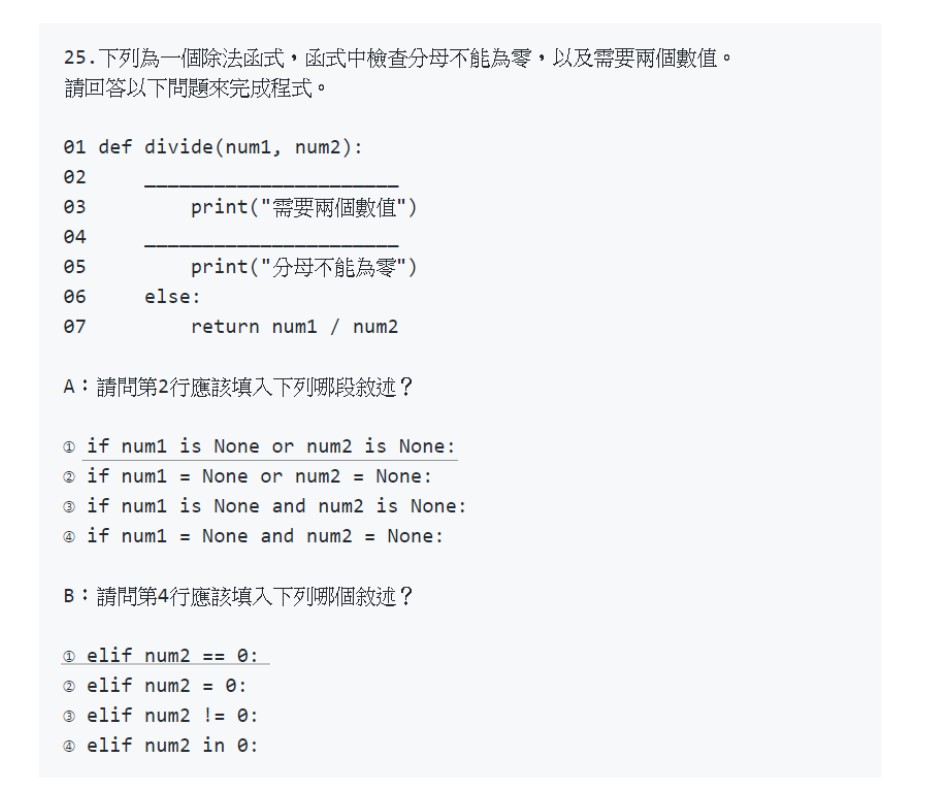 25.下列為一個除法函式，函式中檢查分母不能為零，以及需要兩個數值。
請回答以下問題來完成程式。
01 def divide(num1, num2):
02 ______________________
03 print("需要兩個數值")
04 ______________________
05 print("分母不能為零")
06 else:
07 return num1 / num2
A：請問第2行應該填入下列哪段敘述？
① if num1 is None or num2 is None:
② if num1 = None or num2 = None:
③ if num1 is None and num2 is None:
④ if num1 = None and num2 = None:
B：請問第4行應該填入下列哪個敘述？
① elif num2 == 0:
② elif num2 = 0:
③ elif num2 != 0:
④ elif num2 in 0: